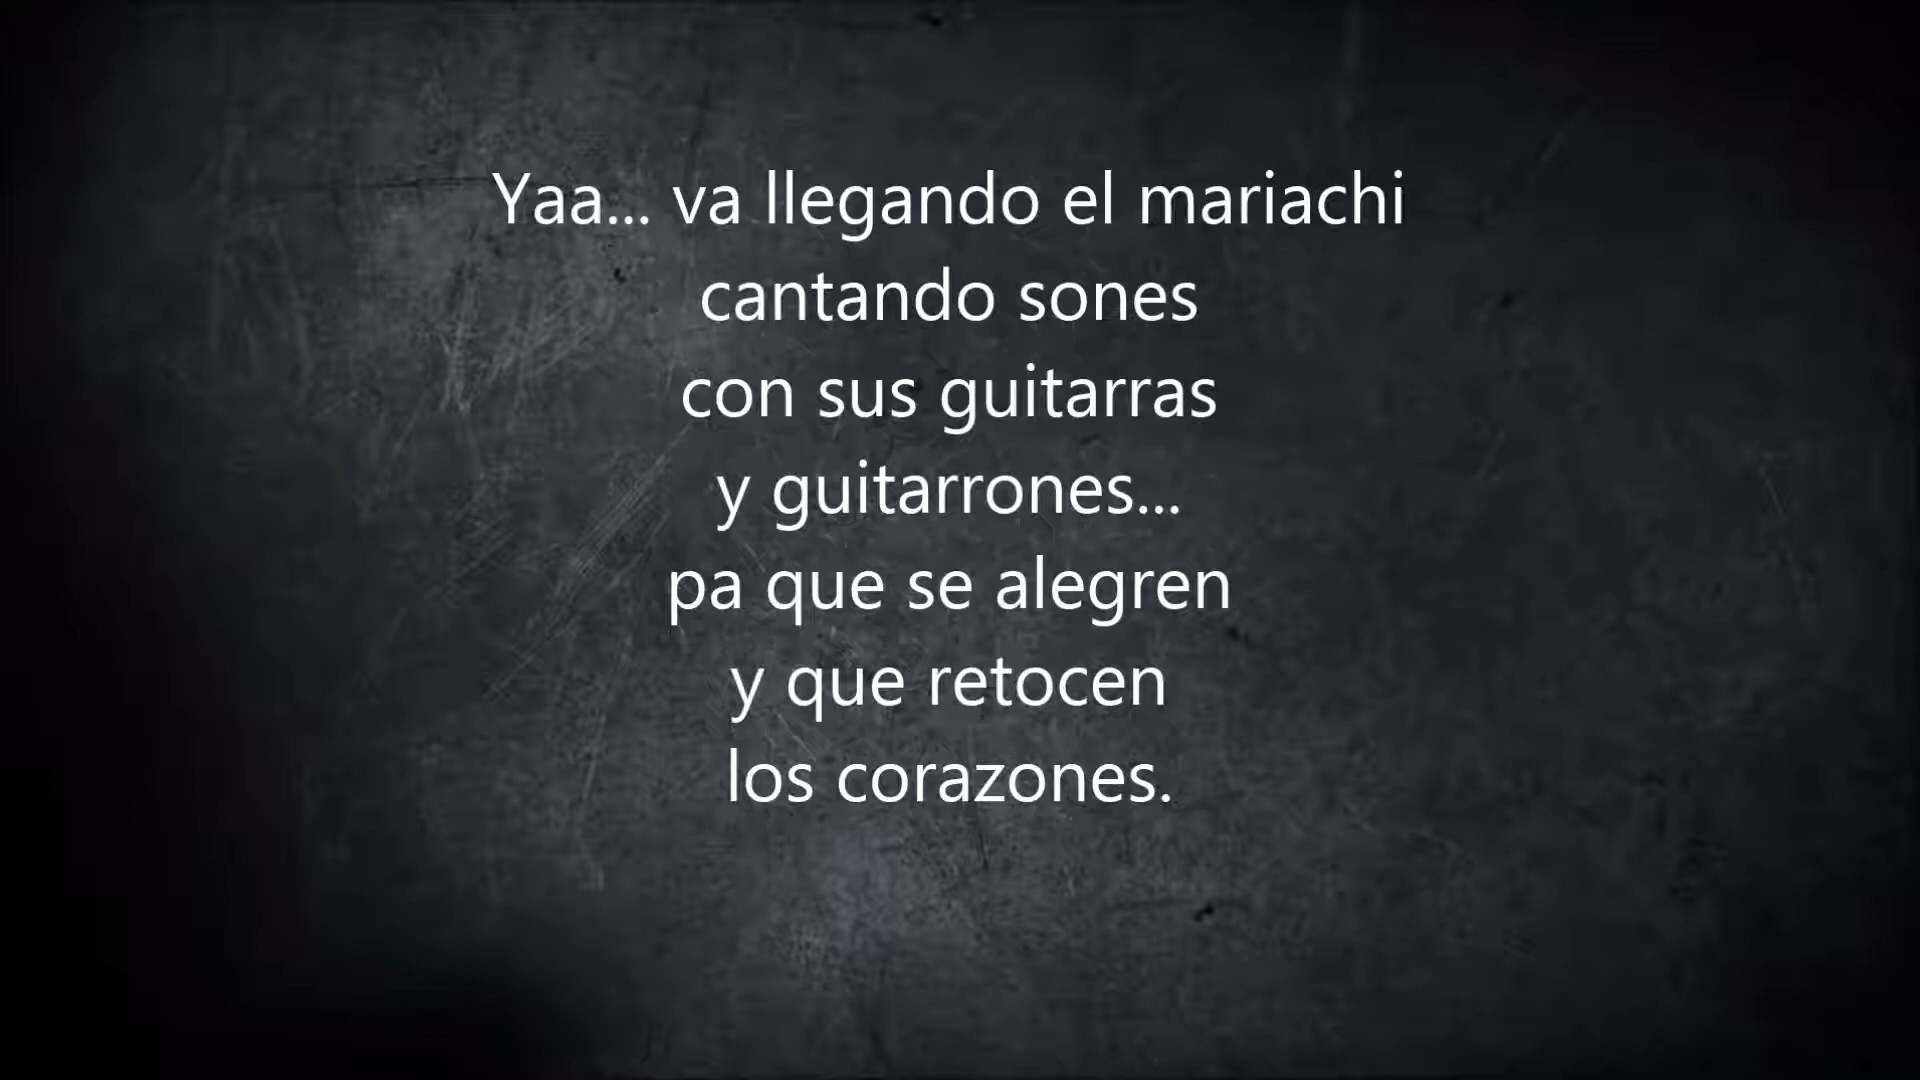 Yaa... va llegando el mariachi
cantando sones
con sus guitarras
y guitarrones...
pa que se alegren
y que retocen
los corazones.